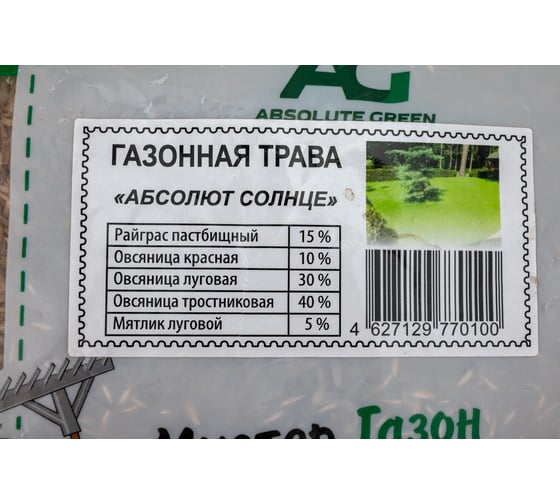 AG
ABSOLUTE GREEN
ГАЗОННАЯ ТРАВА
«АБСОЛЮТ СОЛНЦЕ»
Райграс пастбищный 15 %
Овсяница красная 10 %
Овсяница луговая 30 %
Овсяница тростниковая 40 %
Мятлик луговой 5 %
4 627129 770100
Мистер Газон